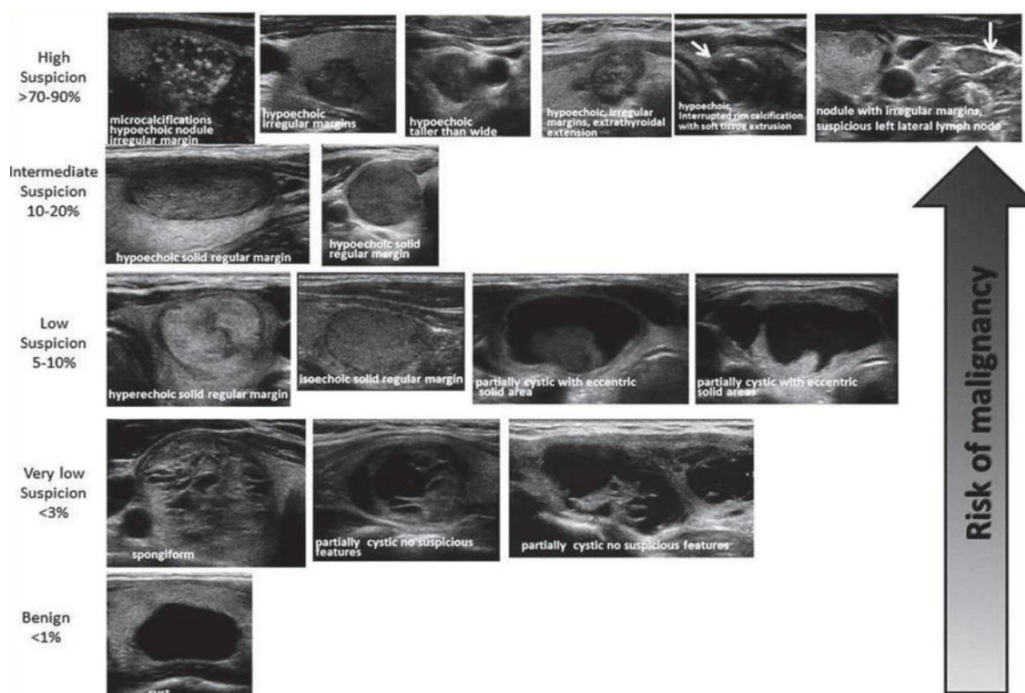 High
Suspicion
>70-90%
microcalcifications
hypoechoic nodule
irregular margin
hypoechoic
irregular margins
hypoechoic
taller than wide
hypoechoic, irregular
margins, extrathyroidal
extension
hypoechoic,
Interrupted rim calcification
with soft tissue extrusion
nodule with irregular margins,
suspicious left lateral lymph node
Intermediate
Suspicion
10-20%
hypoechoic solid regular margin
hypoechoic solid
regular margin
Low
Suspicion
5-10%
hyperechoic solid regular margin
isoechoic solid regular margin
partially cystic with eccentric
solid area
partially cystic with eccentric
solid areas
Very low
Suspicion
<3%
spongiform
partially cystic no suspicious
features
partially cystic no suspicious features
Benign
<1%
cyst
Risk of malignancy